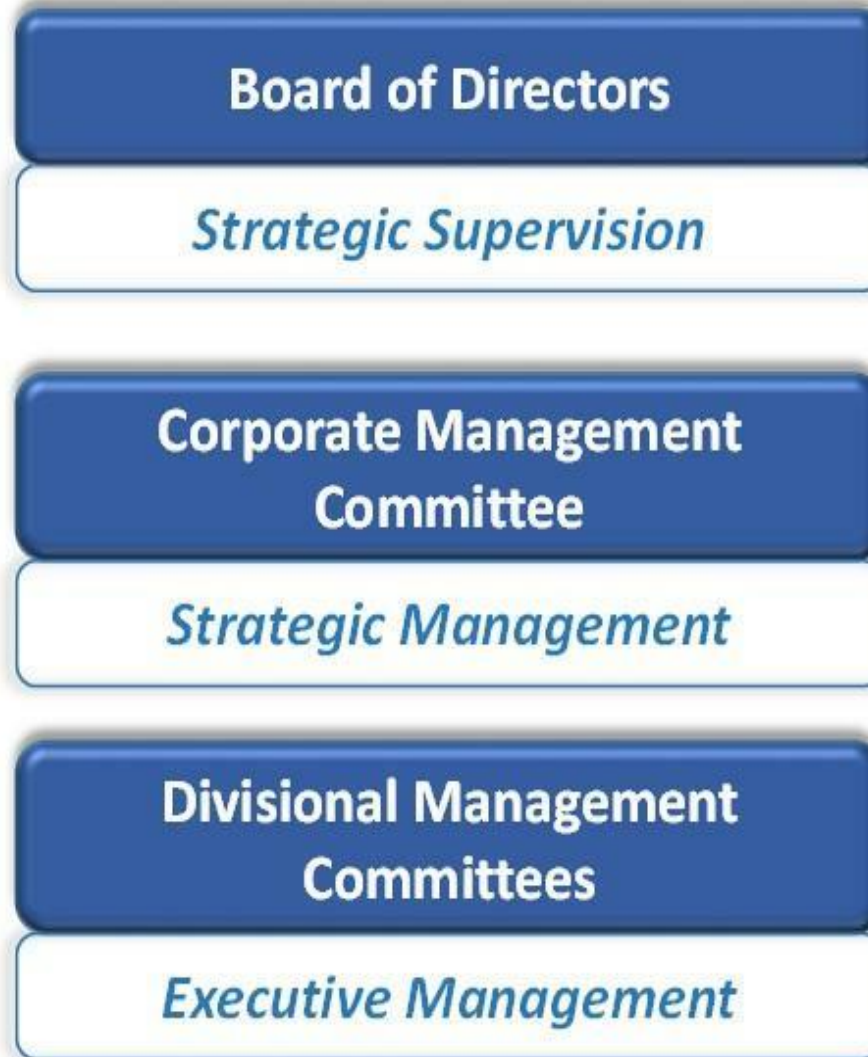 Board of Directors
Strategic Supervision
Corporate Management
Committee
Strategic Management
Divisional Management
Committees
Executive Management